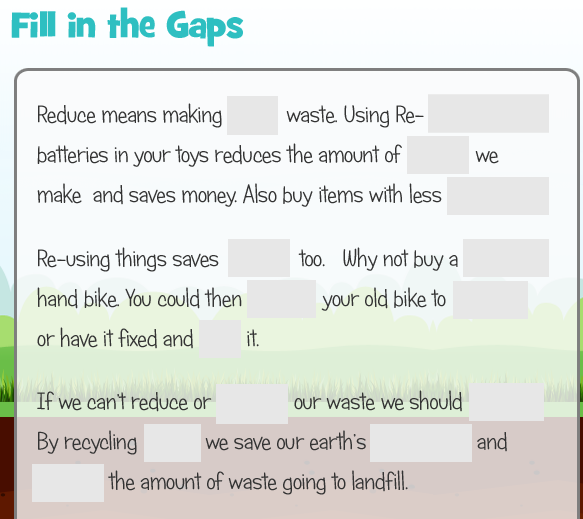 Fill in the Gaps
Reduce means making waste. Using Re-
batteries in your toys reduces the amount of we
make and saves money. Also buy items with less
Re-using things saves too. Why not buy a
hand bike. You could then your old bike to
or have it fixed and it.
If we can't reduce or our waste we should
By recycling we save our earth's and
the amount of waste going to landfill.